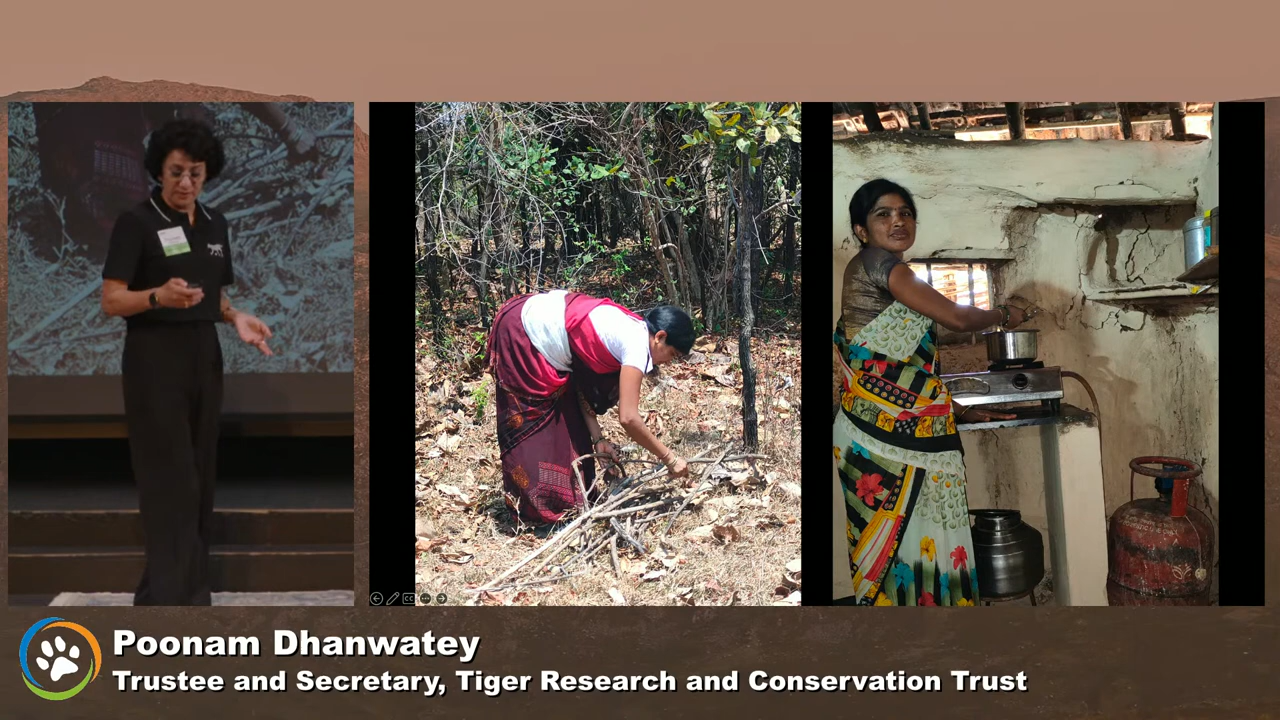 Poonam Dhanwatey
Trustee and Secretary, Tiger Research and Conservation Trust